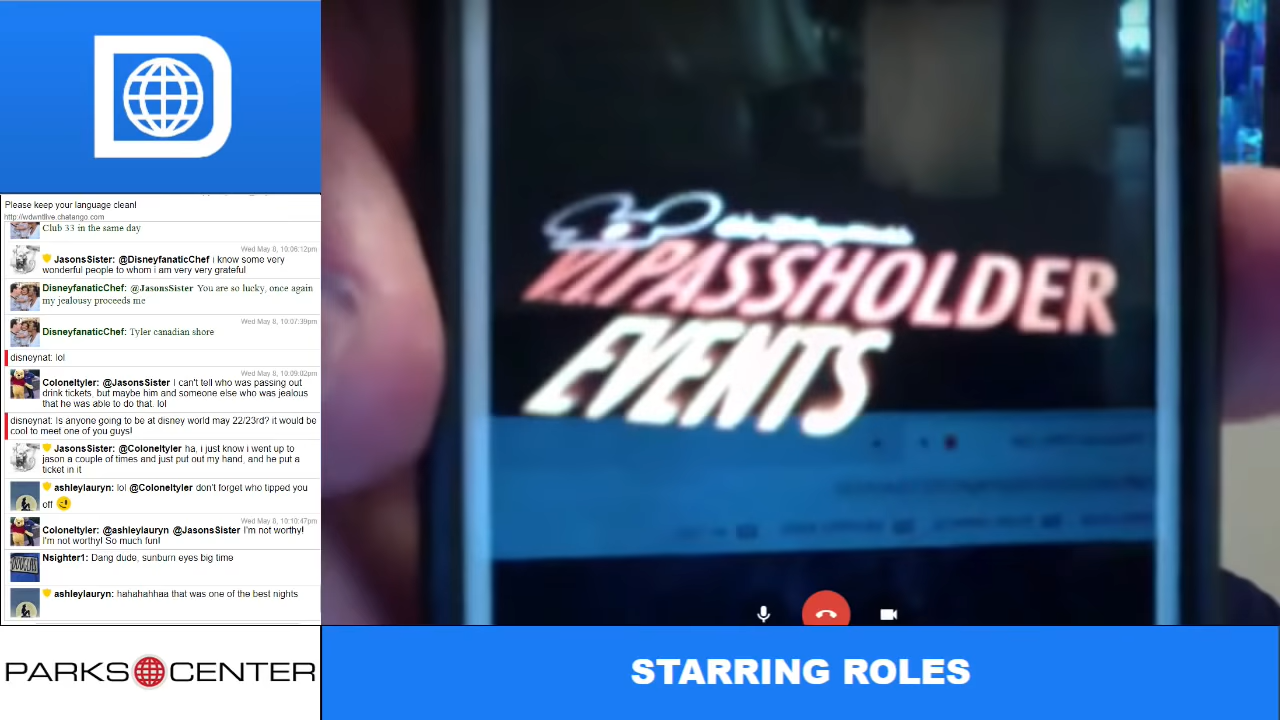 Please keep your language clean!
http://wdwntlive.chatango.com
Club 33 in the same day
Wed May 8, 10:06:12pm
JasonsSister: @DisneyfanaticChef i know some very
wonderful people to whom i am very very grateful
DisneyfanaticChef: @JasonsSister You are so lucky, once again
my jealousy proceeds me
Wed May 8, 10:07:39pm
DisneyfanaticChef: Tyler canadian shore
disneynat: lol
Wed May 8, 10:09:02pm
Coloneltyler: @JasonsSister I can't tell who was passing out
drink tickets, but maybe him and someone else who was jealous
that he was able to do that. lol
disneynat: Is anyone going to be at disney world may 22/23rd? it would be
cool to meet one of you guys!
JasonsSister: @Coloneltyler ha, i just know i went up to
jason a couple of times and just put out my hand, and he put a
ticket in it
ashleylauryn: lol @Coloneltyler don't forget who tipped you
off
Wed May 8, 10:10:47pm
Coloneltyler: @ashleylauryn @JasonsSister I'm not worthy!
I'm not worthy! So much fun!
Nsighter1: Dang dude, sunburn eyes big time
ashleylauryn: hahahahhaa that was one of the best nights
Walt Disney World
V.I.PASSHOLDER
EVENTS
PARKSCENTER
STARRING ROLES